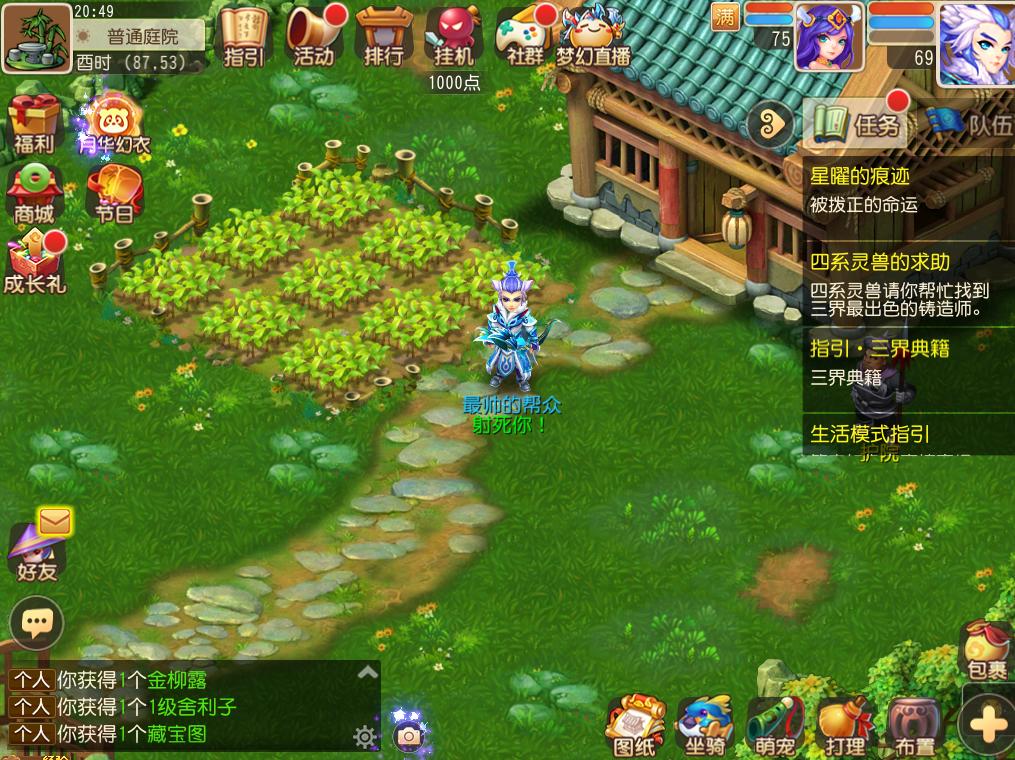 20:49
普通庭院
酉时 (87,53)
指引
活动
排行
挂机
社群
梦幻直播
1000点
满
75
69
福利
月华幻衣
商城
节日
成长礼
任务
队伍
星曜的痕迹
被拨正的命运
四系灵兽的求助
四系灵兽请你帮忙找到
三界最出色的铸造师。
指引·三界典籍
三界典籍
生活模式指引
护院
最帅的帮众
射死你！
好友
个人 你获得1个金柳露
个人 你获得1个1级舍利子
个人 你获得1个藏宝图
包裹
图纸
坐骑
萌宠
打理
布置